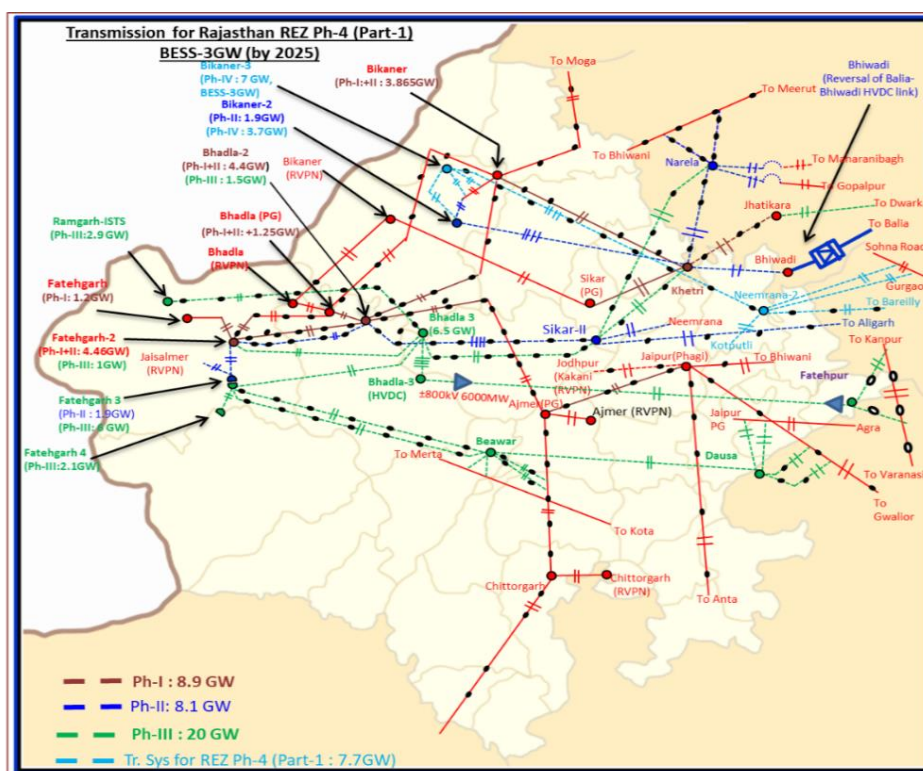 Transmission for Rajasthan REZ Ph-4 (Part-1)
BESS-3GW (by 2025)
Bikaner-3
(Ph-IV : 7 GW,
BESS-3GW)
Bikaner-2
(Ph-II: 1.9GW)
(Ph-IV : 3.7GW)
Bikaner
(Ph-I:+II : 3.865GW)
To Moga
Bhiwadi
(Reversal of Balia-
Bhiwadi HVDC link)
To Meerut
To Bhiwani
Narela
To Maharanibagh
To Gopalpur
Bhadla-2
(Ph-I+II: 4.4GW)
(Ph-III: 1.5GW)
Bikaner
(RVPN)
Jhatikara
To Dwarka
To Balia
Ramgarh-ISTS
(Ph-III:2.9 GW)
Bhadla (PG)
(Ph-I+II: +1.25GW)
Bhadla
(RVPN)
Bhiwadi
Sohna Road
Gurgao
Fatehgarh
(Ph-I: 1.2GW)
Sikar
(PG)
Khetri
Neemrana-2
To Bareilly
Fatehgarh-2
(Ph-I+II: 4.46GW)
(Ph-III: 1GW)
Jaisalmer
(RVPN)
Bhadla 3
(6.5 GW)
Sikar-II
Neemrana
Kotputli
To Aligarh
To Kanpur
Fatehgarh 3
(Ph-II : 1.9GW)
(Ph-III: 6 GW)
Bhadla-3
(HVDC)
±800kV 6000MW
Jodhpur
(Kakani)
(RVPN)
Jaipur(Phagi)
To Bhiwani
Fatehpur
Ajmer(PG)
Ajmer (RVPN)
Jaipur
PG
Agra
Fatehgarh 4
(Ph-III:2.1GW)
Beawar
To Merta
Dausa
To Varanasi
To
Gwalior
To Kota
Chittorgarh
Chittorgarh
(RVPN)
To Anta
Ph-I : 8.9 GW
Ph-II: 8.1 GW
Ph-III : 20 GW
Tr. Sys for REZ Ph-4 (Part-1 : 7.7GW)